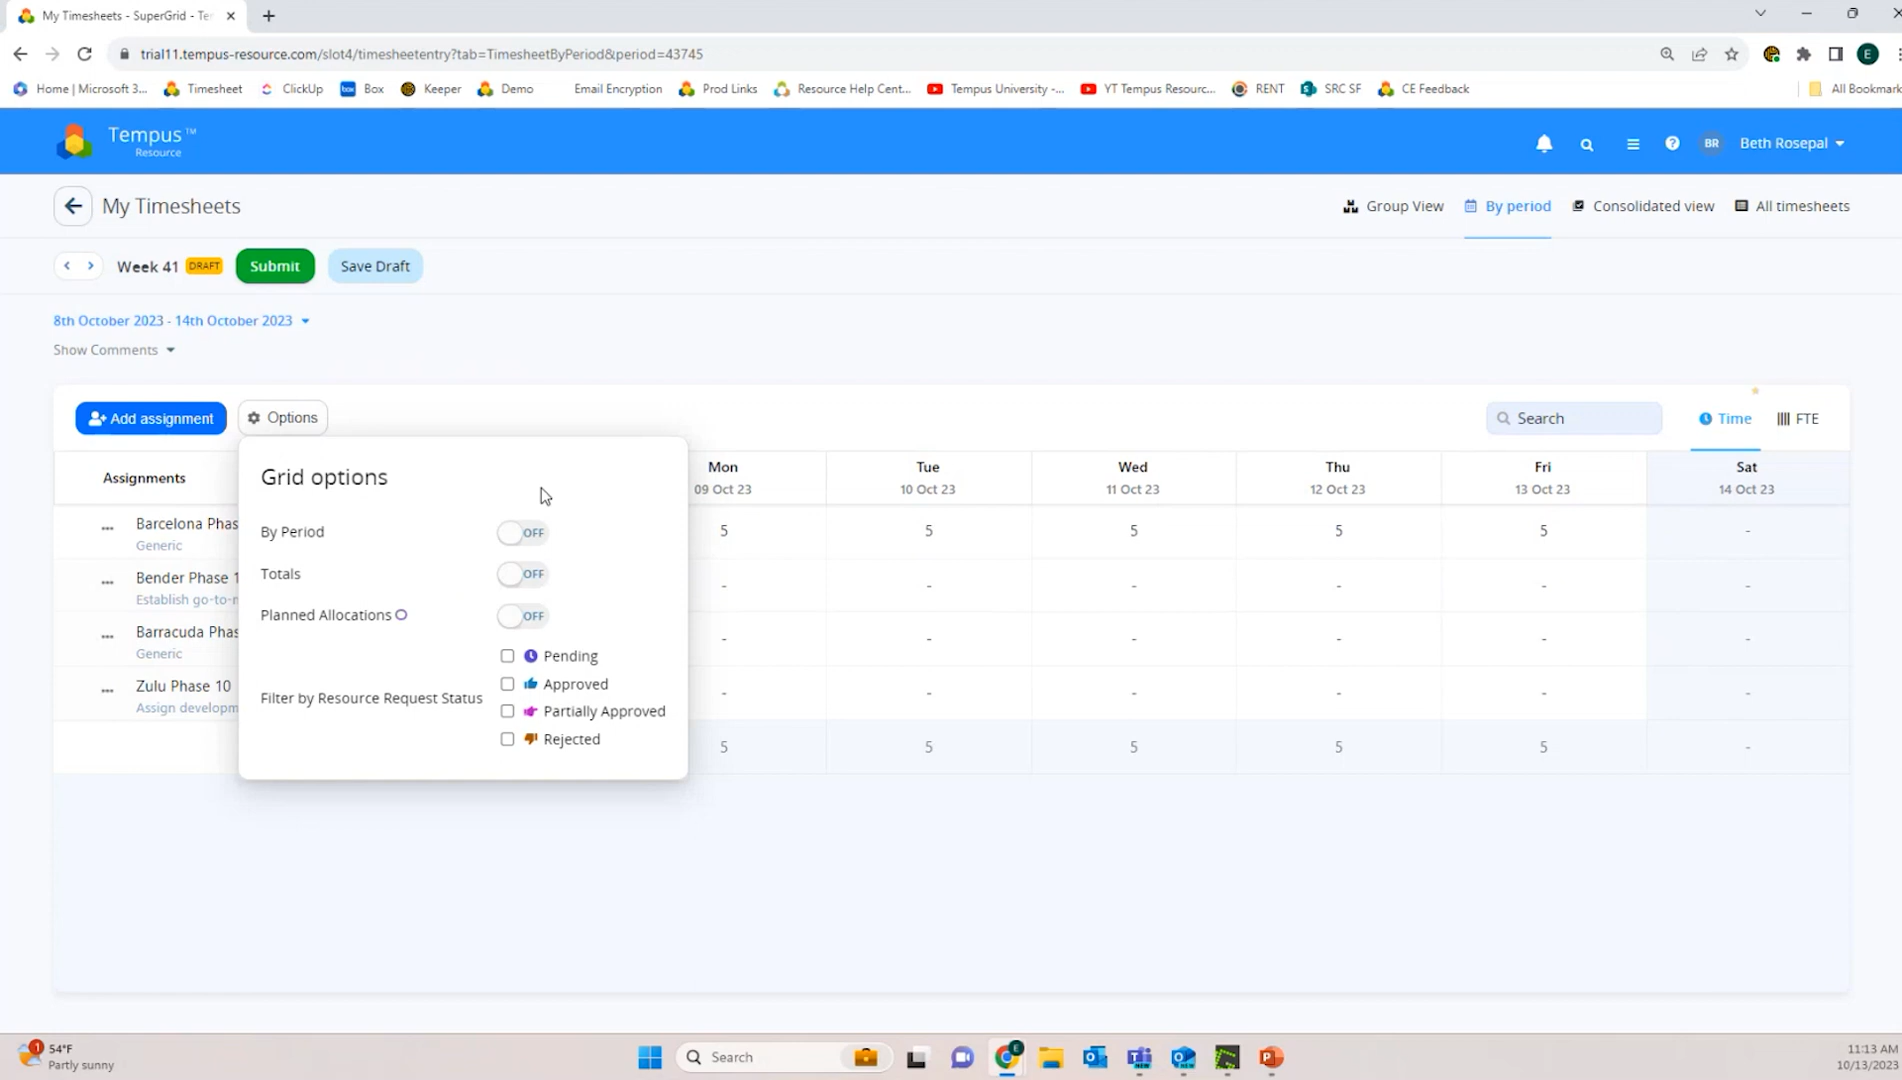 My Timesheets - SuperGrid - Te
trial11.tempus-resource.com/slot4/timesheetentry?tab=TimesheetByPeriod&period=43745
E
Home | Microsoft 3... Timesheet ClickUp box Box Keeper Demo Email Encryption Prod Links Resource Help Cent... Tempus University -... YT Tempus Resourc... RENT SRC SF CE Feedback All Bookmark
Tempus™
Resource
BR Beth Rosepal
My Timesheets
Group View By period Consolidated view All timesheets
Week 41 DRAFT Submit Save Draft
8th October 2023 - 14th October 2023
Show Comments
Add assignment Options Search Time FTE
Assignments Mon Tue Wed Thu Fri Sat
09 Oct 23 10 Oct 23 11 Oct 23 12 Oct 23 13 Oct 23 14 Oct 23
Barcelona Phas 5 5 5 5 5 -
Generic
Bender Phase 1 - - - - - -
Establish go-to-n
Barracuda Phas - - - - - -
Generic
Zulu Phase 10 - - - - - -
Assign developm
5 5 5 5 5 -
Grid options
By Period OFF
Totals OFF
Planned Allocations OFF
Filter by Resource Request Status
Pending
Approved
Partially Approved
Rejected
1 54°F
Partly sunny
Search
E
NEW
NEW
11:13 AM
10/13/2023